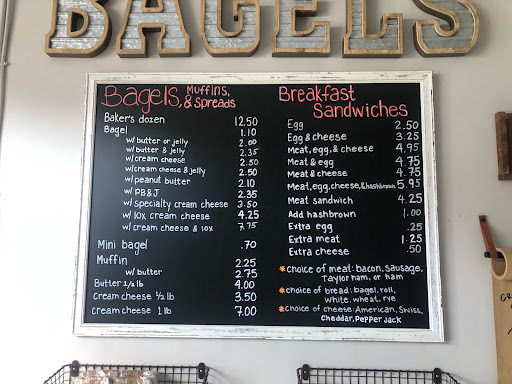 BAGELS
Bagels, Muffins, & Spreads
Baker's dozen 12.50
Bagel 1.10
w/ butter or jelly 2.00
w/ butter & jelly 2.35
w/ cream cheese 2.50
w/ cream cheese & jelly 2.50
w/ peanut butter 2.10
w/ PB&J 2.35
w/ specialty cream cheese 3.50
w/ lox cream cheese 4.25
w/ cream cheese & lox 7.75
Mini bagel .70
Muffin 2.25
w/ butter 2.75
Butter 1/2 lb 4.00
Cream cheese 1/2 lb 3.50
Cream cheese 1 lb 7.00
Breakfast
Sandwiches
Egg 2.50
Egg & cheese 3.25
Meat, egg, & cheese 4.95
Meat & egg 4.75
Meat & cheese 4.75
Meat, egg, cheese, & hashbrown 5.95
Meat sandwich 4.25
Add hashbrown 1.00
Extra egg .25
Extra meat 1.25
Extra cheese .50
*choice of meat: bacon, sausage,
Taylor ham, or ham
*choice of bread: bagel, roll,
white, wheat, rye
*choice of cheese: American, Swiss,
Cheddar, Pepper Jack